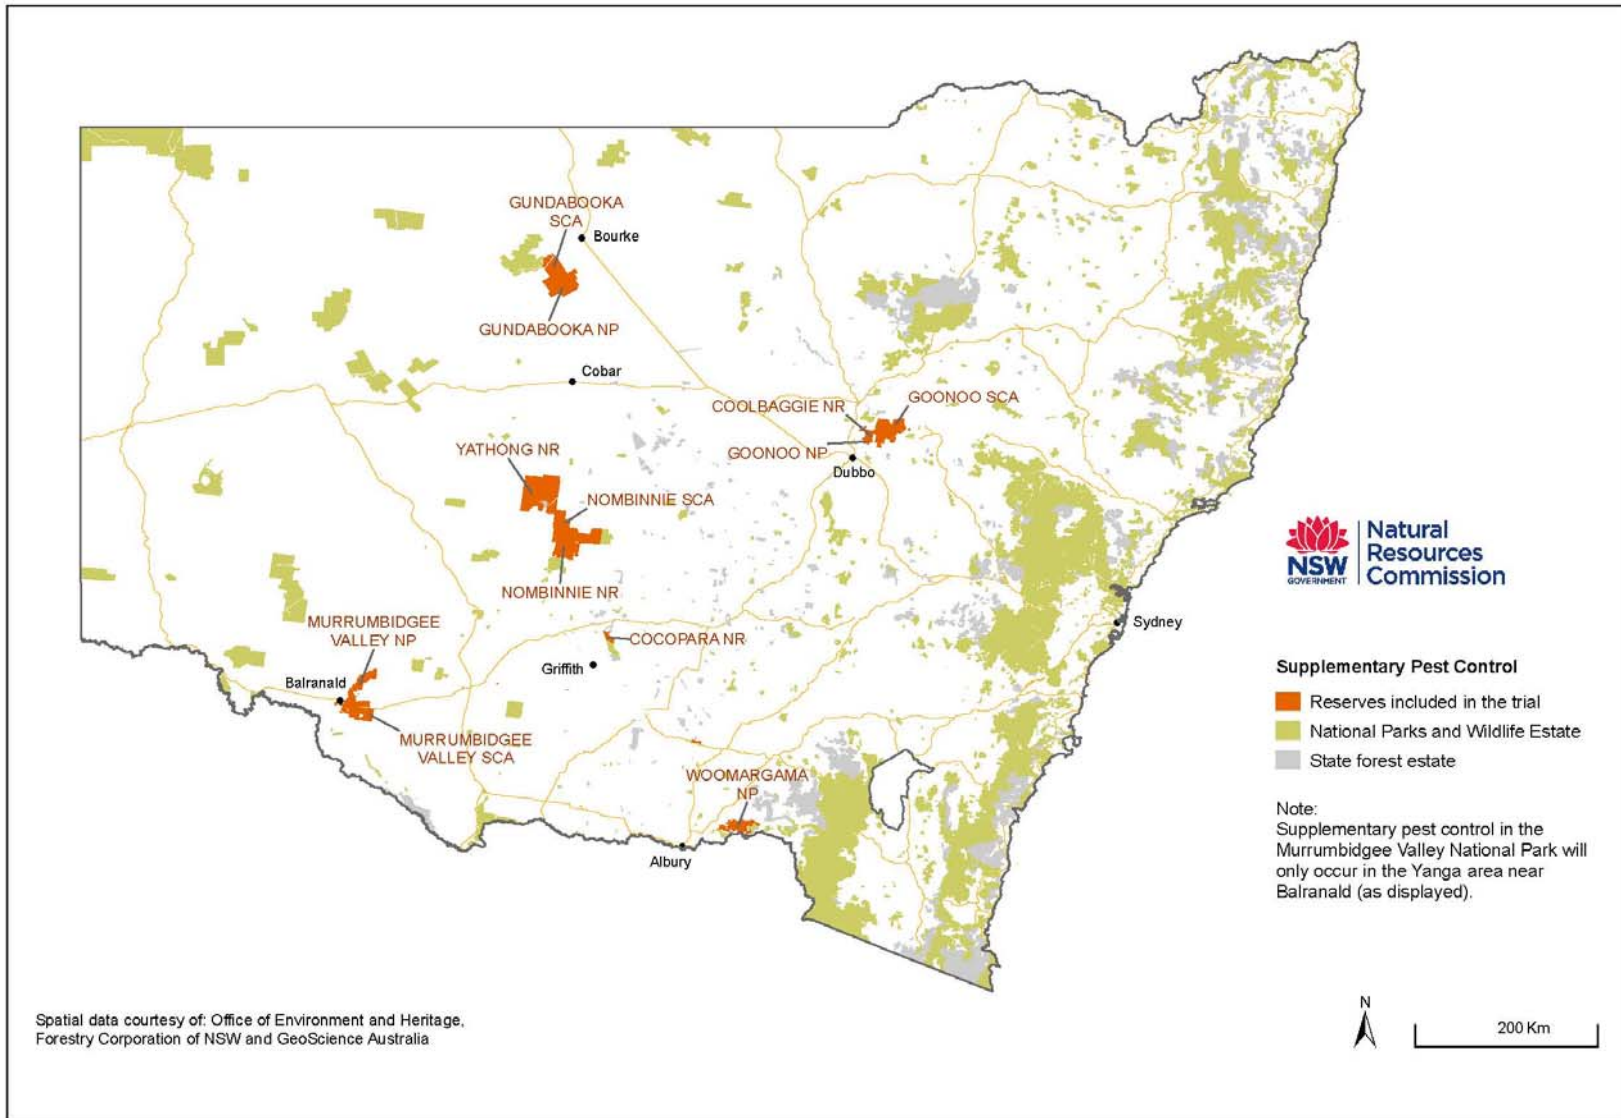 GUNDABOOKA
SCA
Bourke
GUNDABOOKA NP
Cobar
COOLBAGGIE NR
GOONOO SCA
GOONOO NP
Dubbo
YATHONG NR
NOMBINNIE SCA
NOMBINNIE NR
MURRUMBIDGEE
VALLEY NP
COCOPARA NR
Griffith
Balranald
MURRUMBIDGEE
VALLEY SCA
WOOMARGAMA
NP
Albury
Sydney
NSW
GOVERNMENT
Natural
Resources
Commission
Supplementary Pest Control
Reserves included in the trial
National Parks and Wildlife Estate
State forest estate
Note:
Supplementary pest control in the
Murrumbidgee Valley National Park will
only occur in the Yanga area near
Balranald (as displayed).
Spatial data courtesy of: Office of Environment and Heritage,
Forestry Corporation of NSW and GeoScience Australia
N
200 Km